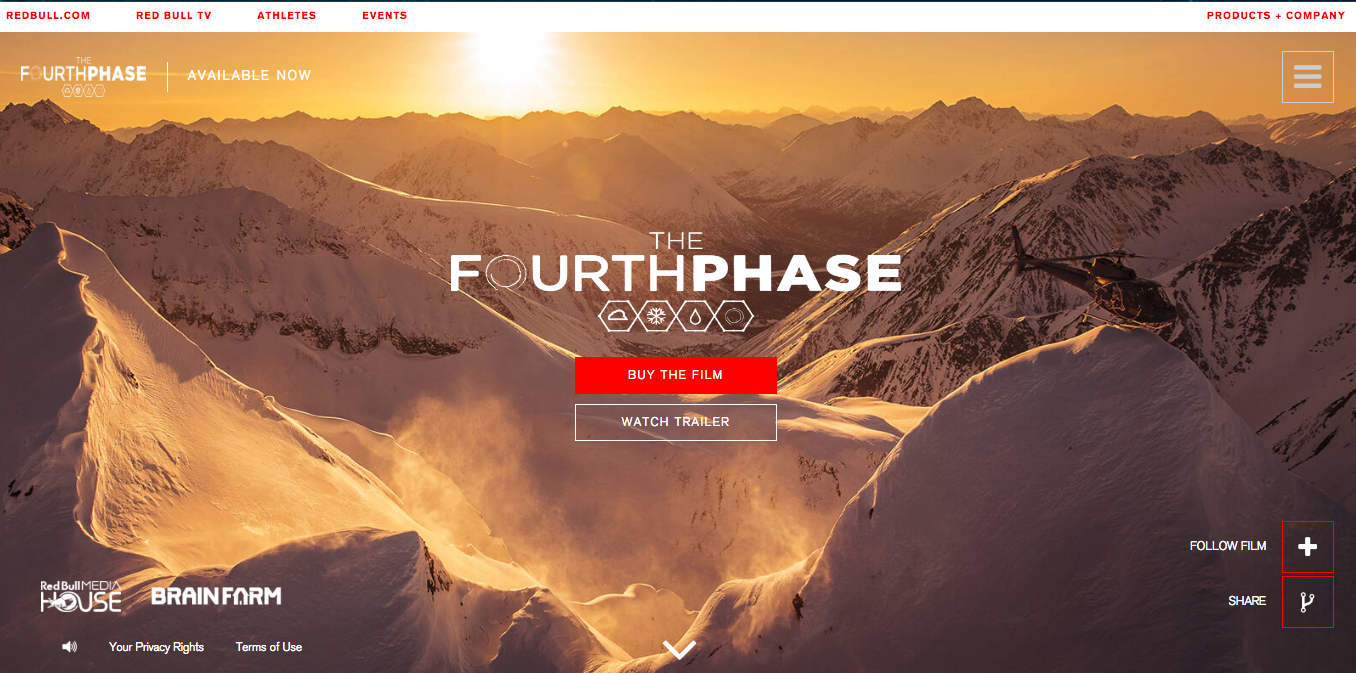 REDBULL.COM RED BULL TV ATHLETES EVENTS PRODUCTS + COMPANY
THE
FOURTHPHASE
AVAILABLE NOW
THE
FOURTHPHASE
BUY THE FILM
WATCH TRAILER
FOLLOW FILM
SHARE
Red Bull MEDIA
HOUSE
BRAIN FARM
Your Privacy Rights Terms of Use